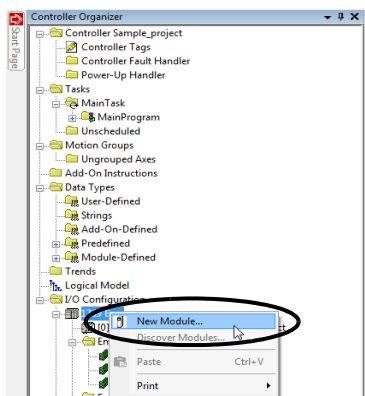 Controller Organizer
Start Page
Controller Sample_project
Controller Tags
Controller Fault Handler
Power-Up Handler
Tasks
MainTask
MainProgram
Unscheduled
Motion Groups
Ungrouped Axes
Add-On Instructions
Data Types
User-Defined
Strings
Add-On-Defined
Predefined
Module-Defined
Trends
Logical Model
I/O Configuration
New Module...
[0]
Discover Modules...
Paste Ctrl+V
Print